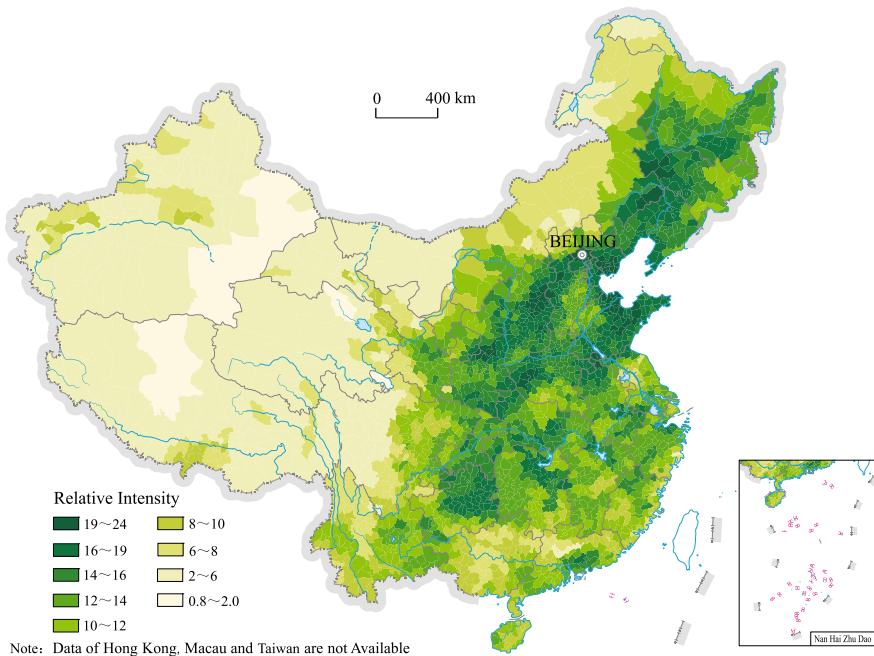 0 400 km
BEIJING
Relative Intensity
19～24
16～19
14～16
12～14
10～12
8～10
6～8
2～6
0.8～2.0
Nan Hai Zhu Dao
Note: Data of Hong Kong, Macau and Taiwan are not Available